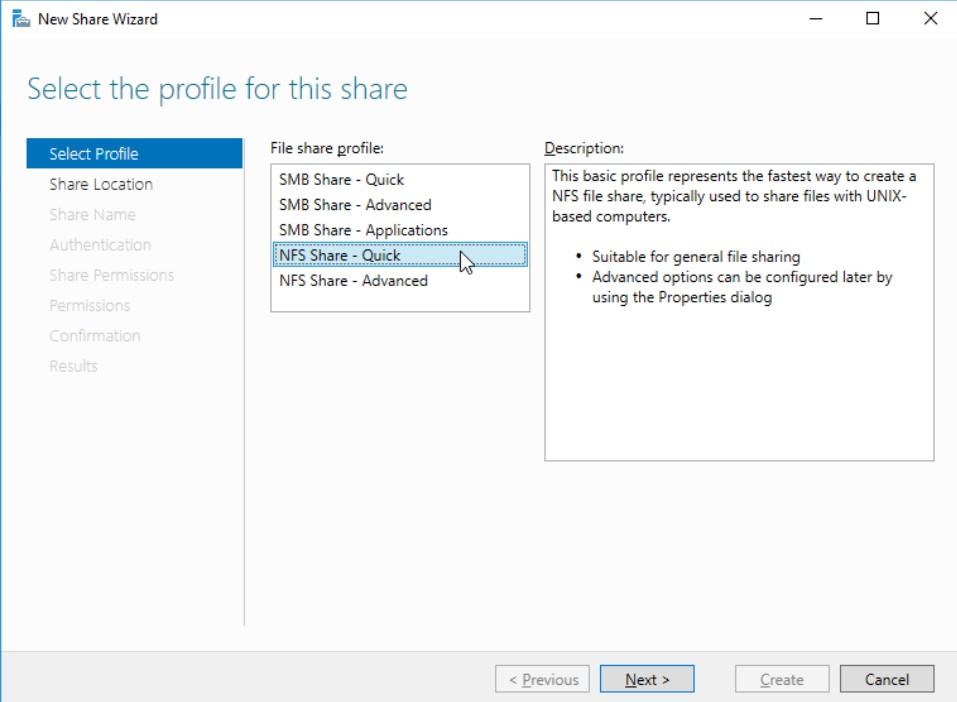 New Share Wizard
Select the profile for this share
Select Profile
Share Location
Share Name
Authentication
Share Permissions
Permissions
Confirmation
Results
File share profile:
SMB Share - Quick
SMB Share - Advanced
SMB Share - Applications
NFS Share - Quick
NFS Share - Advanced
Description:
This basic profile represents the fastest way to create a
NFS file share, typically used to share files with UNIX-
based computers.
• Suitable for general file sharing
• Advanced options can be configured later by
using the Properties dialog
< Previous
Next >
Create
Cancel